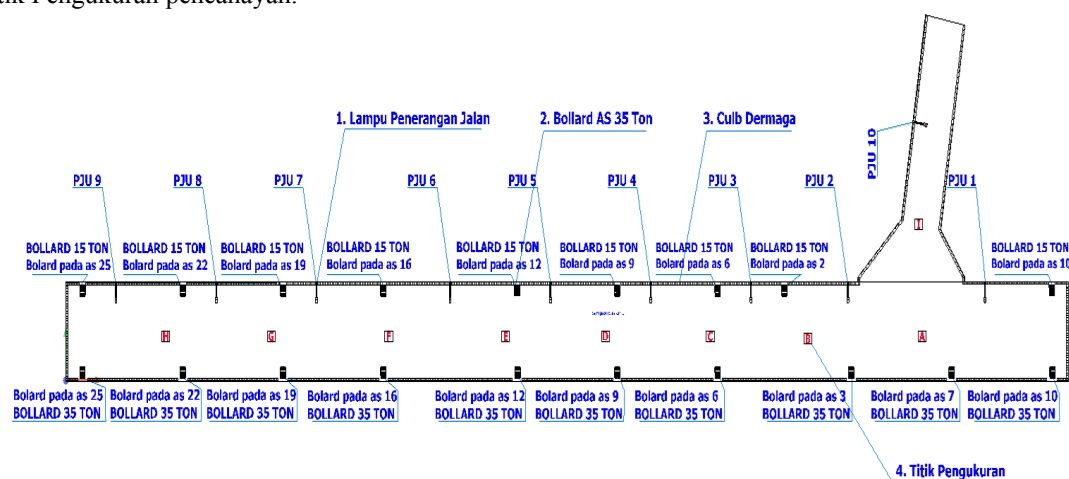 Titik Pengukuran pencahayan.
1. Lampu Penerangan Jalan
2. Bollard AS 35 Ton
3. Culb Dermaga
PJU 10
PJU 9
PJU 8
PJU 7
PJU 6
PJU 5
PJU 4
PJU 3
PJU 2
PJU 1
I
BOLLARD 15 TON
Bolard pada as 25
BOLLARD 15 TON
Bolard pada as 22
BOLLARD 15 TON
Bolard pada as 19
BOLLARD 15 TON
Bolard pada as 16
BOLLARD 15 TON
Bolard pada as 12
BOLLARD 15 TON
Bolard pada as 9
BOLLARD 15 TON
Bolard pada as 6
BOLLARD 15 TON
Bolard pada as 2
BOLLARD 15 TON
Bolard pada as 10
H
G
F
E
D
C
B
A
Bolard pada as 25
BOLLARD 35 TON
Bolard pada as 22
BOLLARD 35 TON
Bolard pada as 19
BOLLARD 35 TON
Bolard pada as 16
BOLLARD 35 TON
Bolard pada as 12
BOLLARD 35 TON
Bolard pada as 9
BOLLARD 35 TON
Bolard pada as 6
BOLLARD 35 TON
Bolard pada as 3
BOLLARD 35 TON
Bolard pada as 7
BOLLARD 35 TON
Bolard pada as 10
BOLLARD 35 TON
4. Titik Pengukuran